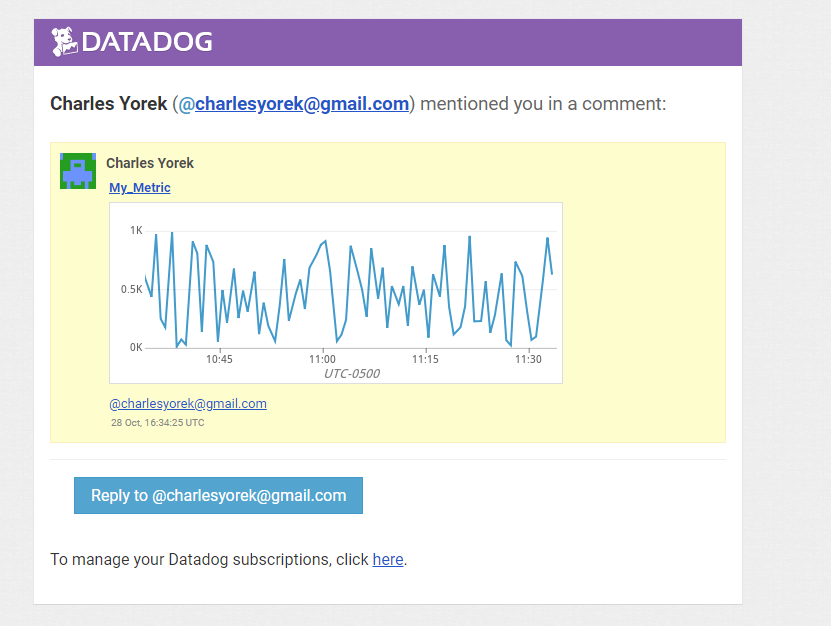 DATADOG
Charles Yorek (@charlesyorek@gmail.com) mentioned you in a comment:
Charles Yorek
My_Metric
1K
0.5K
0K
10:45 11:00 11:15 11:30
UTC-0500
@charlesyorek@gmail.com
28 Oct, 16:34:25 UTC
Reply to @charlesyorek@gmail.com
To manage your Datadog subscriptions, click here.